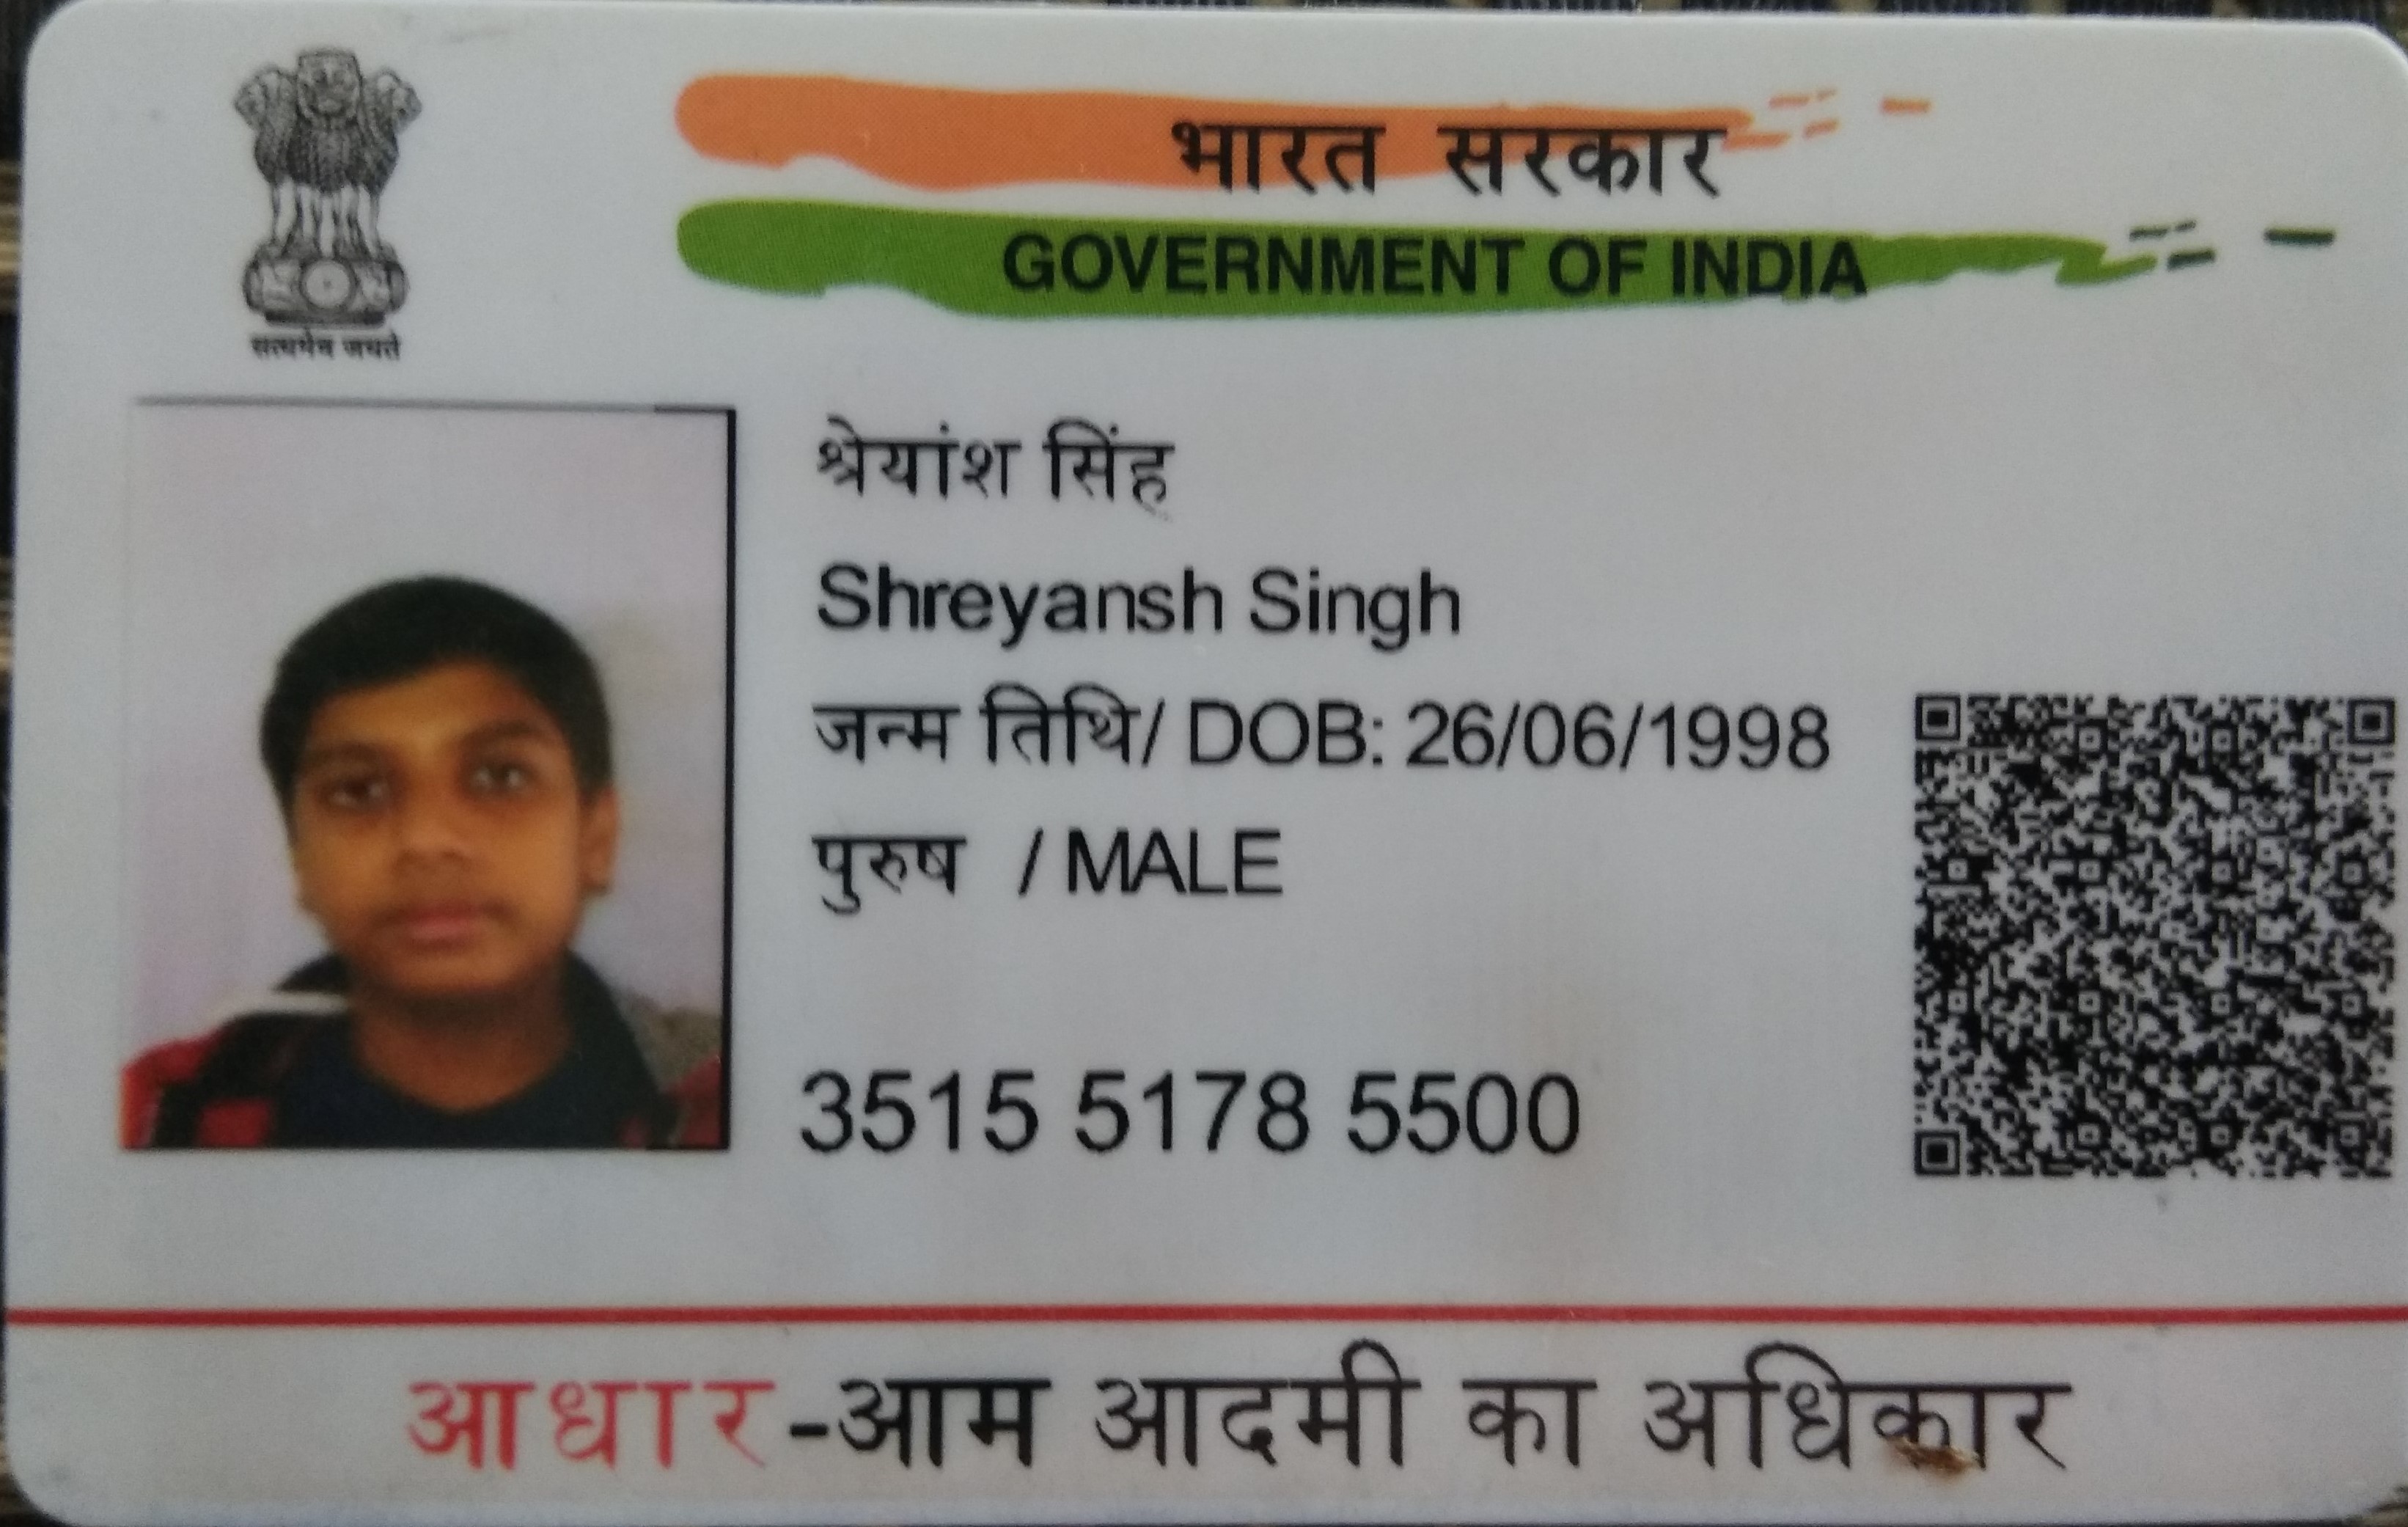 भारत सरकार
GOVERNMENT OF INDIA
सत्यमेव जयते
श्रेयांश सिंह
Shreyansh Singh
जन्म तिथि/ DOB: 26/06/1998
पुरुष / MALE
3515 5178 5500
आधार-आम आदमी का अधिकार